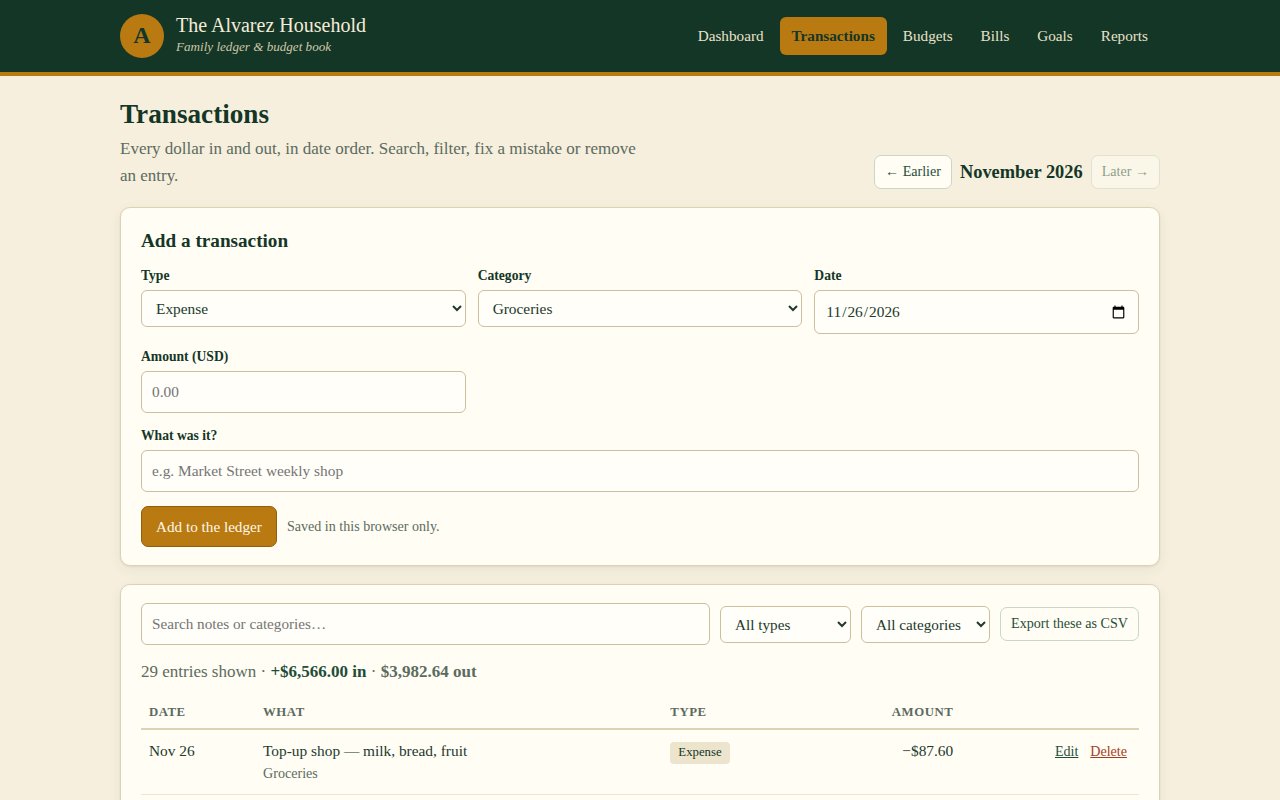 A
The Alvarez Household
Family ledger & budget book
Dashboard
Transactions
Budgets
Bills
Goals
Reports
Transactions
Every dollar in and out, in date order. Search, filter, fix a mistake or remove
an entry.
← Earlier
November 2026
Later →
Add a transaction
Type
Category
Date
Expense
Groceries
11/26/2026
Amount (USD)
0.00
What was it?
e.g. Market Street weekly shop
Add to the ledger
Saved in this browser only.
Search notes or categories…
All types
All categories
Export these as CSV
29 entries shown · +$6,566.00 in · $3,982.64 out
DATE
WHAT
TYPE
AMOUNT
Nov 26
Top-up shop — milk, bread, fruit
Groceries
Expense
−$87.60
Edit
Delete